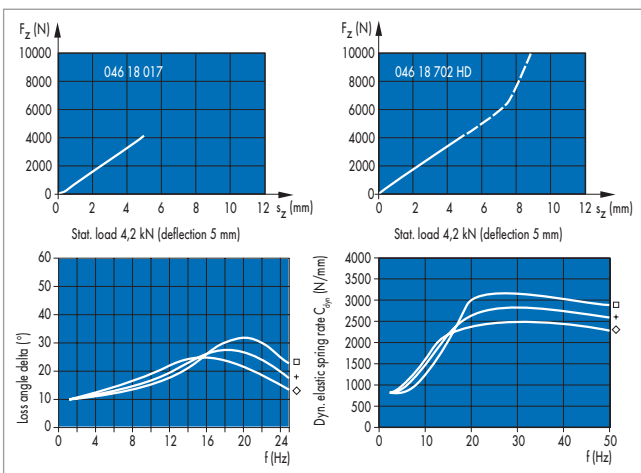 F_z (N)
10000
8000
6000
4000
2000
0
046 18 017
0 2 4 6 8 10 12 s_z (mm)
Stat. load 4,2 kN (deflection 5 mm)
F_z (N)
10000
8000
6000
4000
2000
0
046 18 702 HD
0 2 4 6 8 10 12 s_z (mm)
Stat. load 4,2 kN (deflection 5 mm)
Loss angle delta (°)
60
50
40
30
20
10
0
□
+
◇
0 4 8 12 16 20 24
f (Hz)
Dyn. elastic spring rate C_dyn (N/mm)
4000
3500
3000
2500
2000
1500
1000
500
0
□
+
◇
0 10 20 30 40 50
f (Hz)